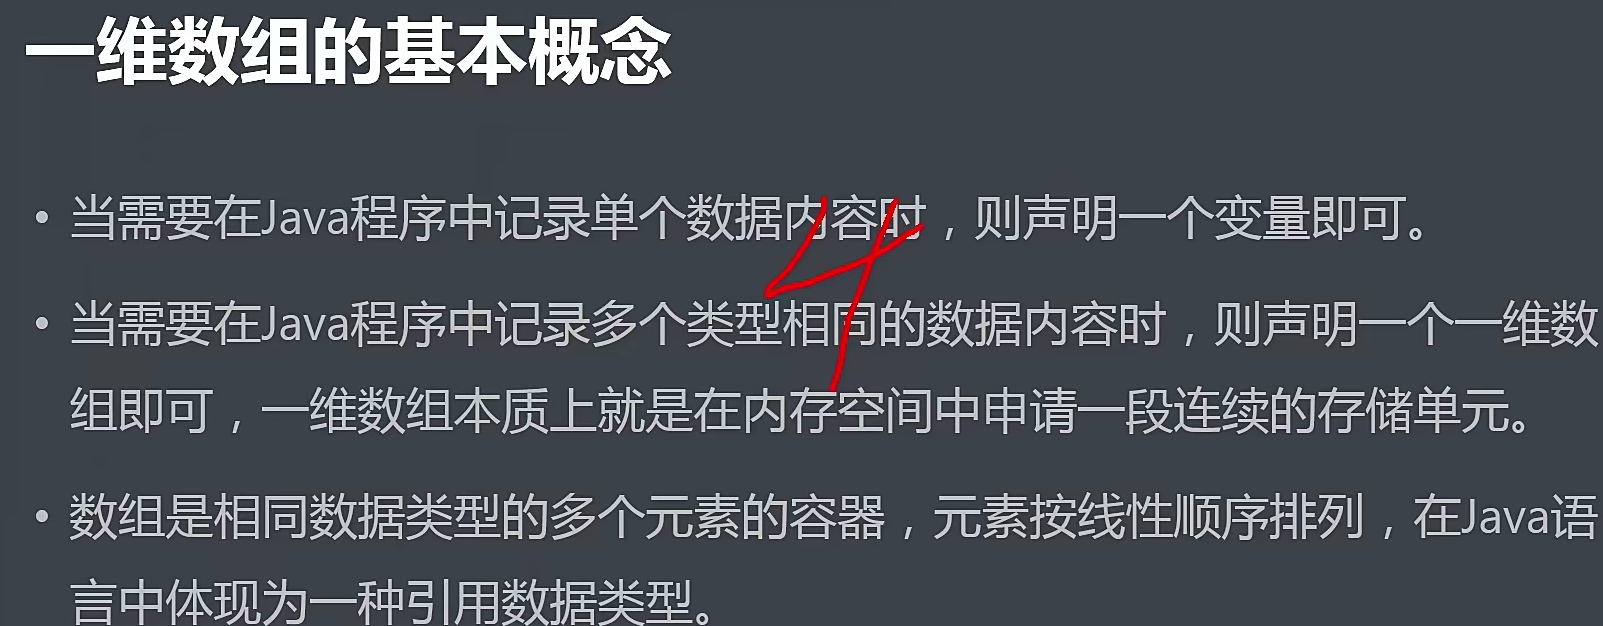 一维数组的基本概念
• 当需要在Java程序中记录单个数据内容时，则声明一个变量即可。
4
• 当需要在Java程序中记录多个类型相同的数据内容时，则声明一个一维数
组即可，一维数组本质上就是在内存空间中申请一段连续的存储单元。
• 数组是相同数据类型的多个元素的容器，元素按线性顺序排列，在Java语
言中体现为一种引用数据类型。